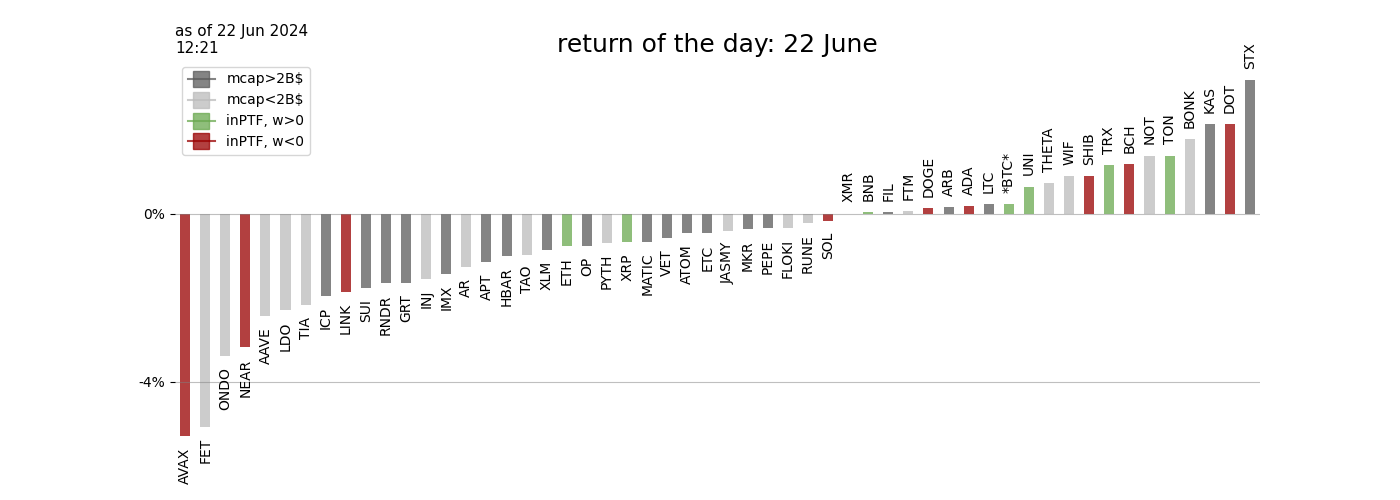 as of 22 Jun 2024
12:21
return of the day: 22 June
mcap>2B$
mcap<2B$
inPTF, w>0
inPTF, w<0
0%
-4%
AVAX
FET
ONDO
NEAR
AAVE
LDO
TIA
ICP
LINK
SUI
RNDR
GRT
INJ
IMX
AR
APT
HBAR
TAO
XLM
ETH
OP
PYTH
XRP
MATIC
VET
ATOM
ETC
JASMY
MKR
PEPE
FLOKI
RUNE
SOL
XMR
BNB
FIL
FTM
DOGE
ARB
ADA
LTC
*BTC*
UNI
THETA
WIF
SHIB
TRX
BCH
NOT
TON
BONK
KAS
DOT
STX